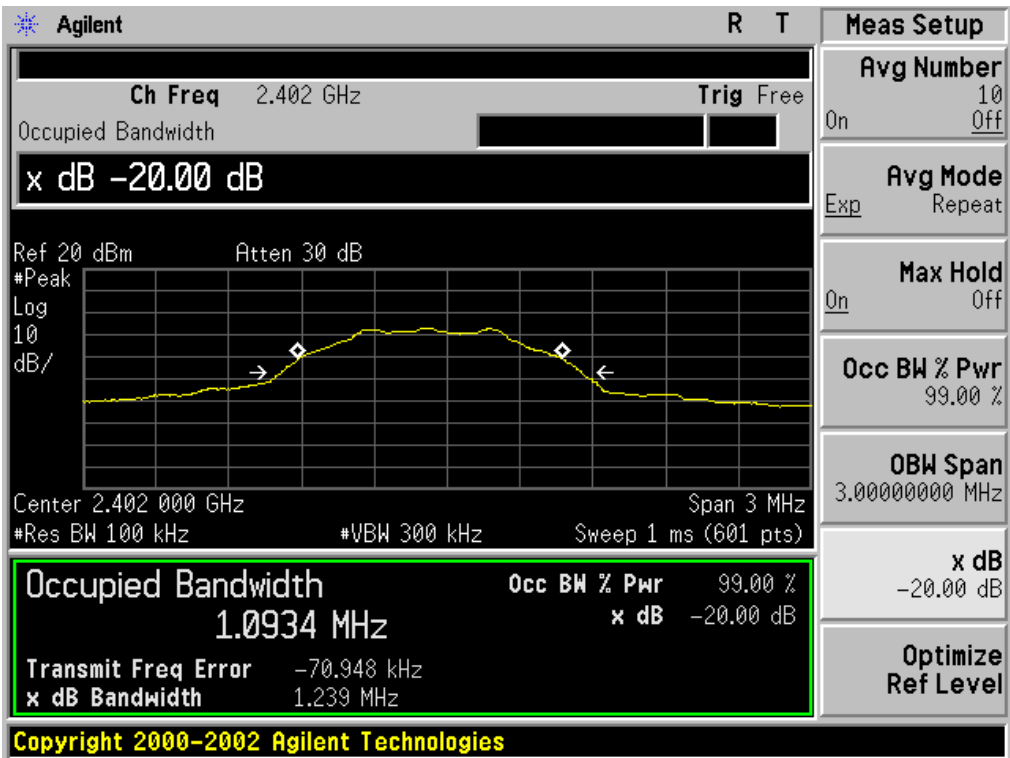 Agilent R T
Ch Freq 2.402 GHz Trig Free
Occupied Bandwidth
x dB -20.00 dB
Ref 20 dBm Atten 30 dB
#Peak
Log
10
dB/
Center 2.402 000 GHz Span 3 MHz
#Res BW 100 kHz #VBW 300 kHz Sweep 1 ms (601 pts)
Occupied Bandwidth Occ BW % Pwr 99.00 %
1.0934 MHz x dB -20.00 dB
Transmit Freq Error -70.948 kHz
x dB Bandwidth 1.239 MHz
Copyright 2000-2002 Agilent Technologies
Meas Setup
Avg Number
10
On Off
Avg Mode
Exp Repeat
Max Hold
On Off
Occ BW % Pwr
99.00 %
OBW Span
3.00000000 MHz
x dB
-20.00 dB
Optimize
Ref Level